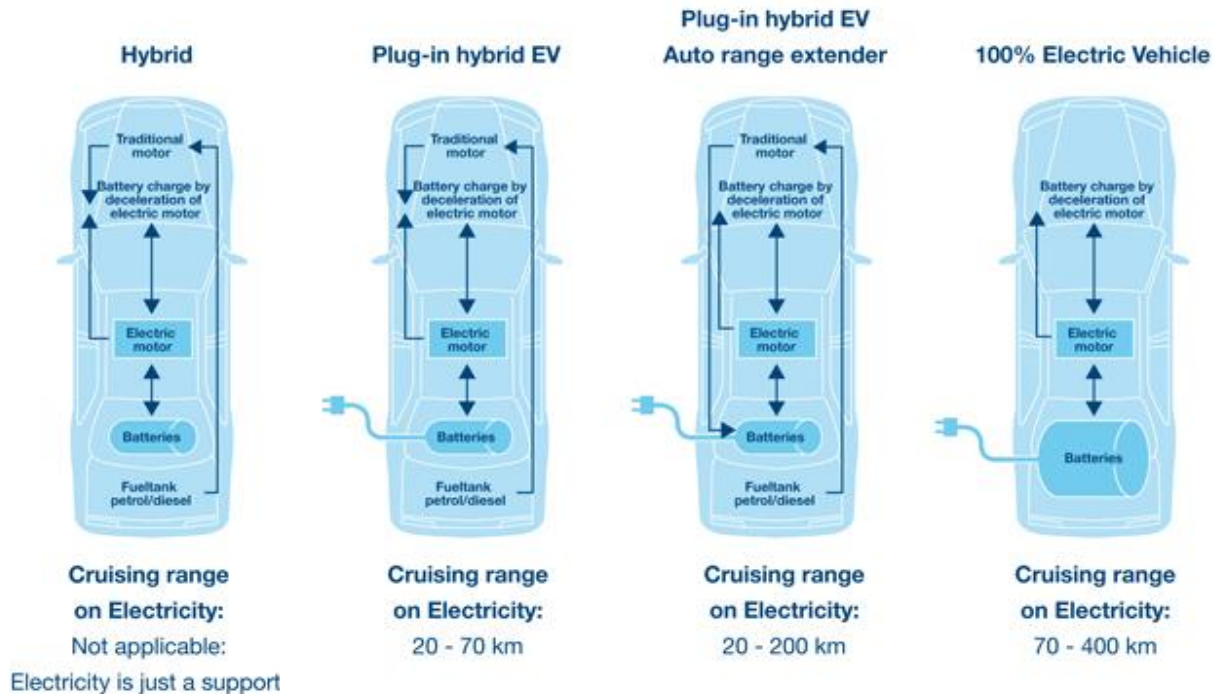 Hybrid
Traditional
motor
Battery charge by
deceleration of
electric motor
Electric
motor
Batteries
Fueltank
petrol/diesel
Cruising range
on Electricity:
Not applicable:
Electricity is just a support
Plug-in hybrid EV
Traditional
motor
Battery charge by
deceleration of
electric motor
Electric
motor
Batteries
Fueltank
petrol/diesel
Cruising range
on Electricity:
20 - 70 km
Plug-in hybrid EV
Auto range extender
Traditional
motor
Battery charge by
deceleration of
electric motor
Electric
motor
Batteries
Fueltank
petrol/diesel
Cruising range
on Electricity:
20 - 200 km
100% Electric Vehicle
Battery charge by
deceleration of
electric motor
Electric
motor
Batteries
Cruising range
on Electricity:
70 - 400 km